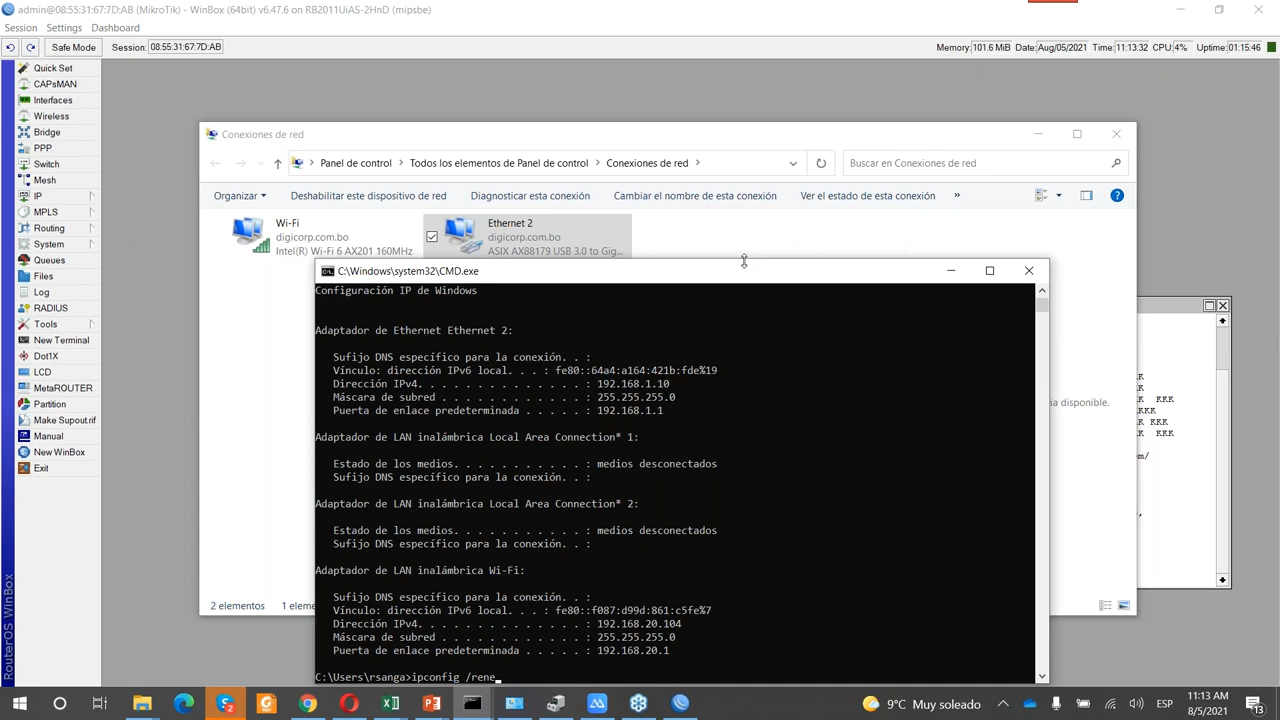 admin@08:55:31:67:7D:AB (MikroTik) - WinBox (64bit) v6.47.6 on RB2011UiAS-2HnD (mipsbe)
Session Settings Dashboard
Safe Mode Session: 08:55:31:67:7D:AB Memory: 101.6 MiB Date: Aug/05/2021 Time: 11:13:32 CPU: 4% Uptime: 01:15:46
Quick Set
CAPsMAN
Interfaces
Wireless
Bridge
PPP
Switch
Mesh
IP
MPLS
Routing
System
Queues
Files
Log
RADIUS
Tools
New Terminal
Dot1X
LCD
MetaROUTER
Partition
Make Supout.rif
Manual
New WinBox
Exit
RouterOS WinBox
Conexiones de red
Panel de control Todos los elementos de Panel de control Conexiones de red
Buscar en Conexiones de red
Organizar Deshabilitar este dispositivo de red Diagnosticar esta conexión Cambiar el nombre de esta conexión Ver el estado de esta conexión »
Wi-Fi
digicorp.com.bo
Intel(R) Wi-Fi 6 AX201 160MHz
Ethernet 2
digicorp.com.bo
ASIX AX88179 USB 3.0 to Gig...
2 elementos 1 eleme
ia disponible.
KK
KK
KK KKK
KKK
KK KKK
KK KKK
m/
C:\Windows\system32\CMD.exe
Configuración IP de Windows
Adaptador de Ethernet Ethernet 2:
Sufijo DNS específico para la conexión. . :
Vínculo: dirección IPv6 local. . . : fe80::64a4:a164:421b:fde%19
Dirección IPv4. . . . . . . . . . . . . . : 192.168.1.10
Máscara de subred . . . . . . . . . . . . : 255.255.255.0
Puerta de enlace predeterminada . . . . . : 192.168.1.1
Adaptador de LAN inalámbrica Local Area Connection* 1:
Estado de los medios. . . . . . . . . . . : medios desconectados
Sufijo DNS específico para la conexión. . :
Adaptador de LAN inalámbrica Local Area Connection* 2:
Estado de los medios. . . . . . . . . . . : medios desconectados
Sufijo DNS específico para la conexión. . :
Adaptador de LAN inalámbrica Wi-Fi:
Sufijo DNS específico para la conexión. . :
Vínculo: dirección IPv6 local. . . : fe80::f087:d99d:861:c5fe%7
Dirección IPv4. . . . . . . . . . . . . . : 192.168.20.104
Máscara de subred . . . . . . . . . . . . : 255.255.255.0
Puerta de enlace predeterminada . . . . . : 192.168.20.1
C:\Users\rsanga>ipconfig /rene_
9°C Muy soleado ESP 11:13 AM
8/5/2021 13